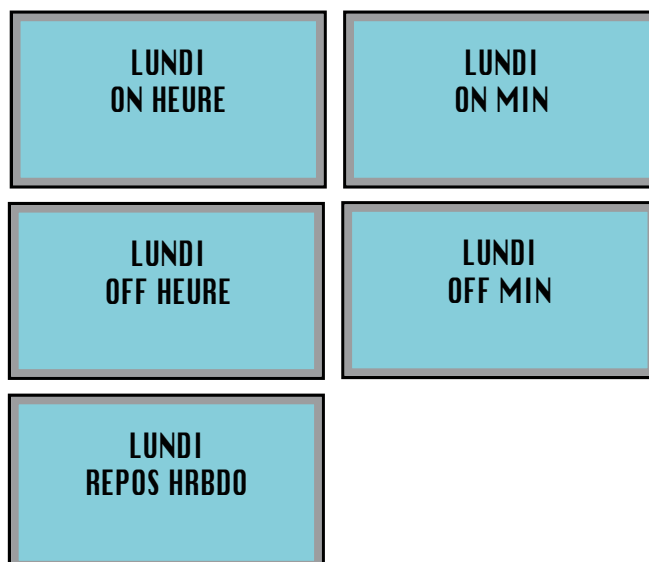 LUNDI
ON HEURE
LUNDI
ON MIN
LUNDI
OFF HEURE
LUNDI
OFF MIN
LUNDI
REPOS HRBDO